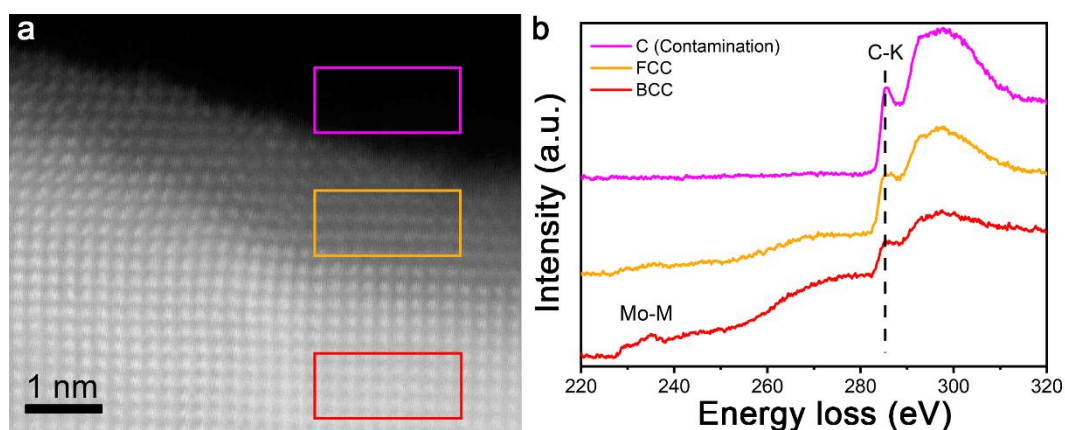 a
1 nm
b
C (Contamination)
FCC
BCC
C-K
Mo-M
Intensity (a.u.)
220 240 260 280 300 320
Energy loss (eV)